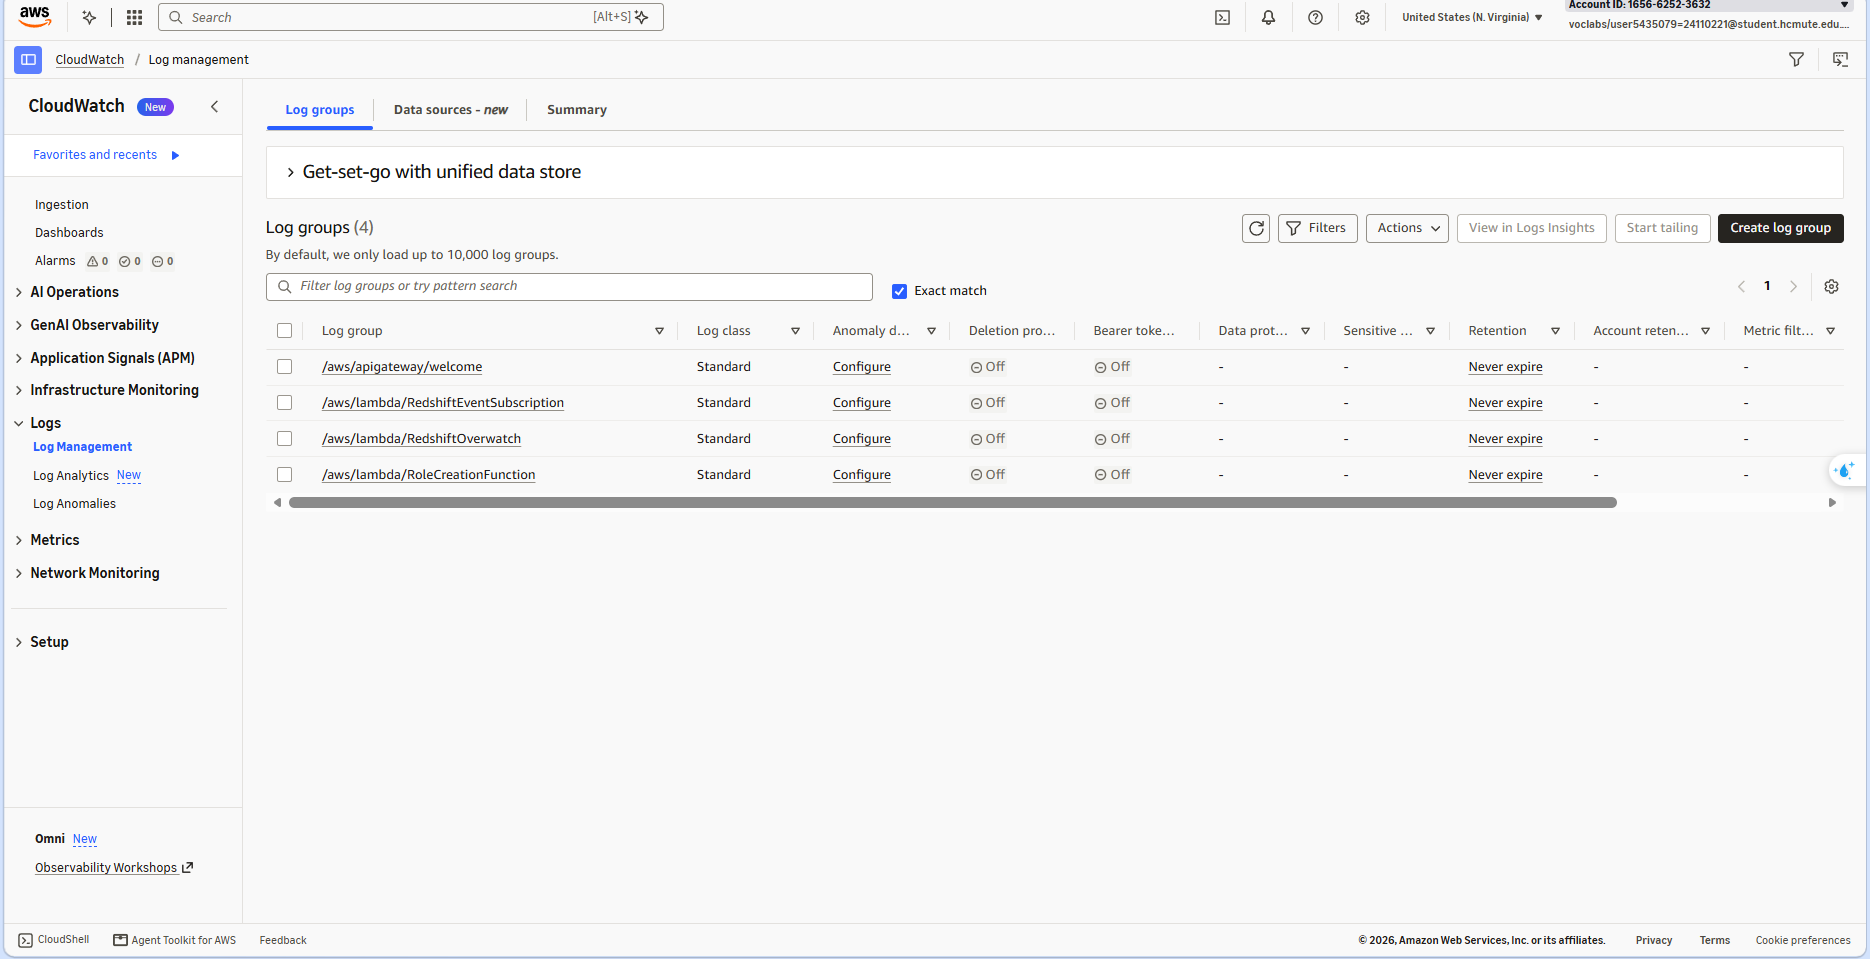 aws
Search [Alt+S]
United States (N. Virginia)
Account ID: 1656-6252-3632
voclabs/user5435079=24110221@student.hcmute.edu....
CloudWatch / Log management
CloudWatch New
Favorites and recents
Ingestion
Dashboards
Alarms 0 0 0
AI Operations
GenAI Observability
Application Signals (APM)
Infrastructure Monitoring
Logs
Log Management
Log Analytics New
Log Anomalies
Metrics
Network Monitoring
Setup
Omni New
Observability Workshops
Log groups Data sources - new Summary
Get-set-go with unified data store
Log groups (4)
Filters Actions View in Logs Insights Start tailing Create log group
By default, we only load up to 10,000 log groups.
Filter log groups or try pattern search
Exact match
1
Log group Log class Anomaly d... Deletion pro... Bearer toke... Data prot... Sensitive ... Retention Account reten... Metric filt...
/aws/apigateway/welcome Standard Configure Off Off - - Never expire - -
/aws/lambda/RedshiftEventSubscription Standard Configure Off Off - - Never expire - -
/aws/lambda/RedshiftOverwatch Standard Configure Off Off - - Never expire - -
/aws/lambda/RoleCreationFunction Standard Configure Off Off - - Never expire - -
CloudShell Agent Toolkit for AWS Feedback
© 2026, Amazon Web Services, Inc. or its affiliates. Privacy Terms Cookie preferences